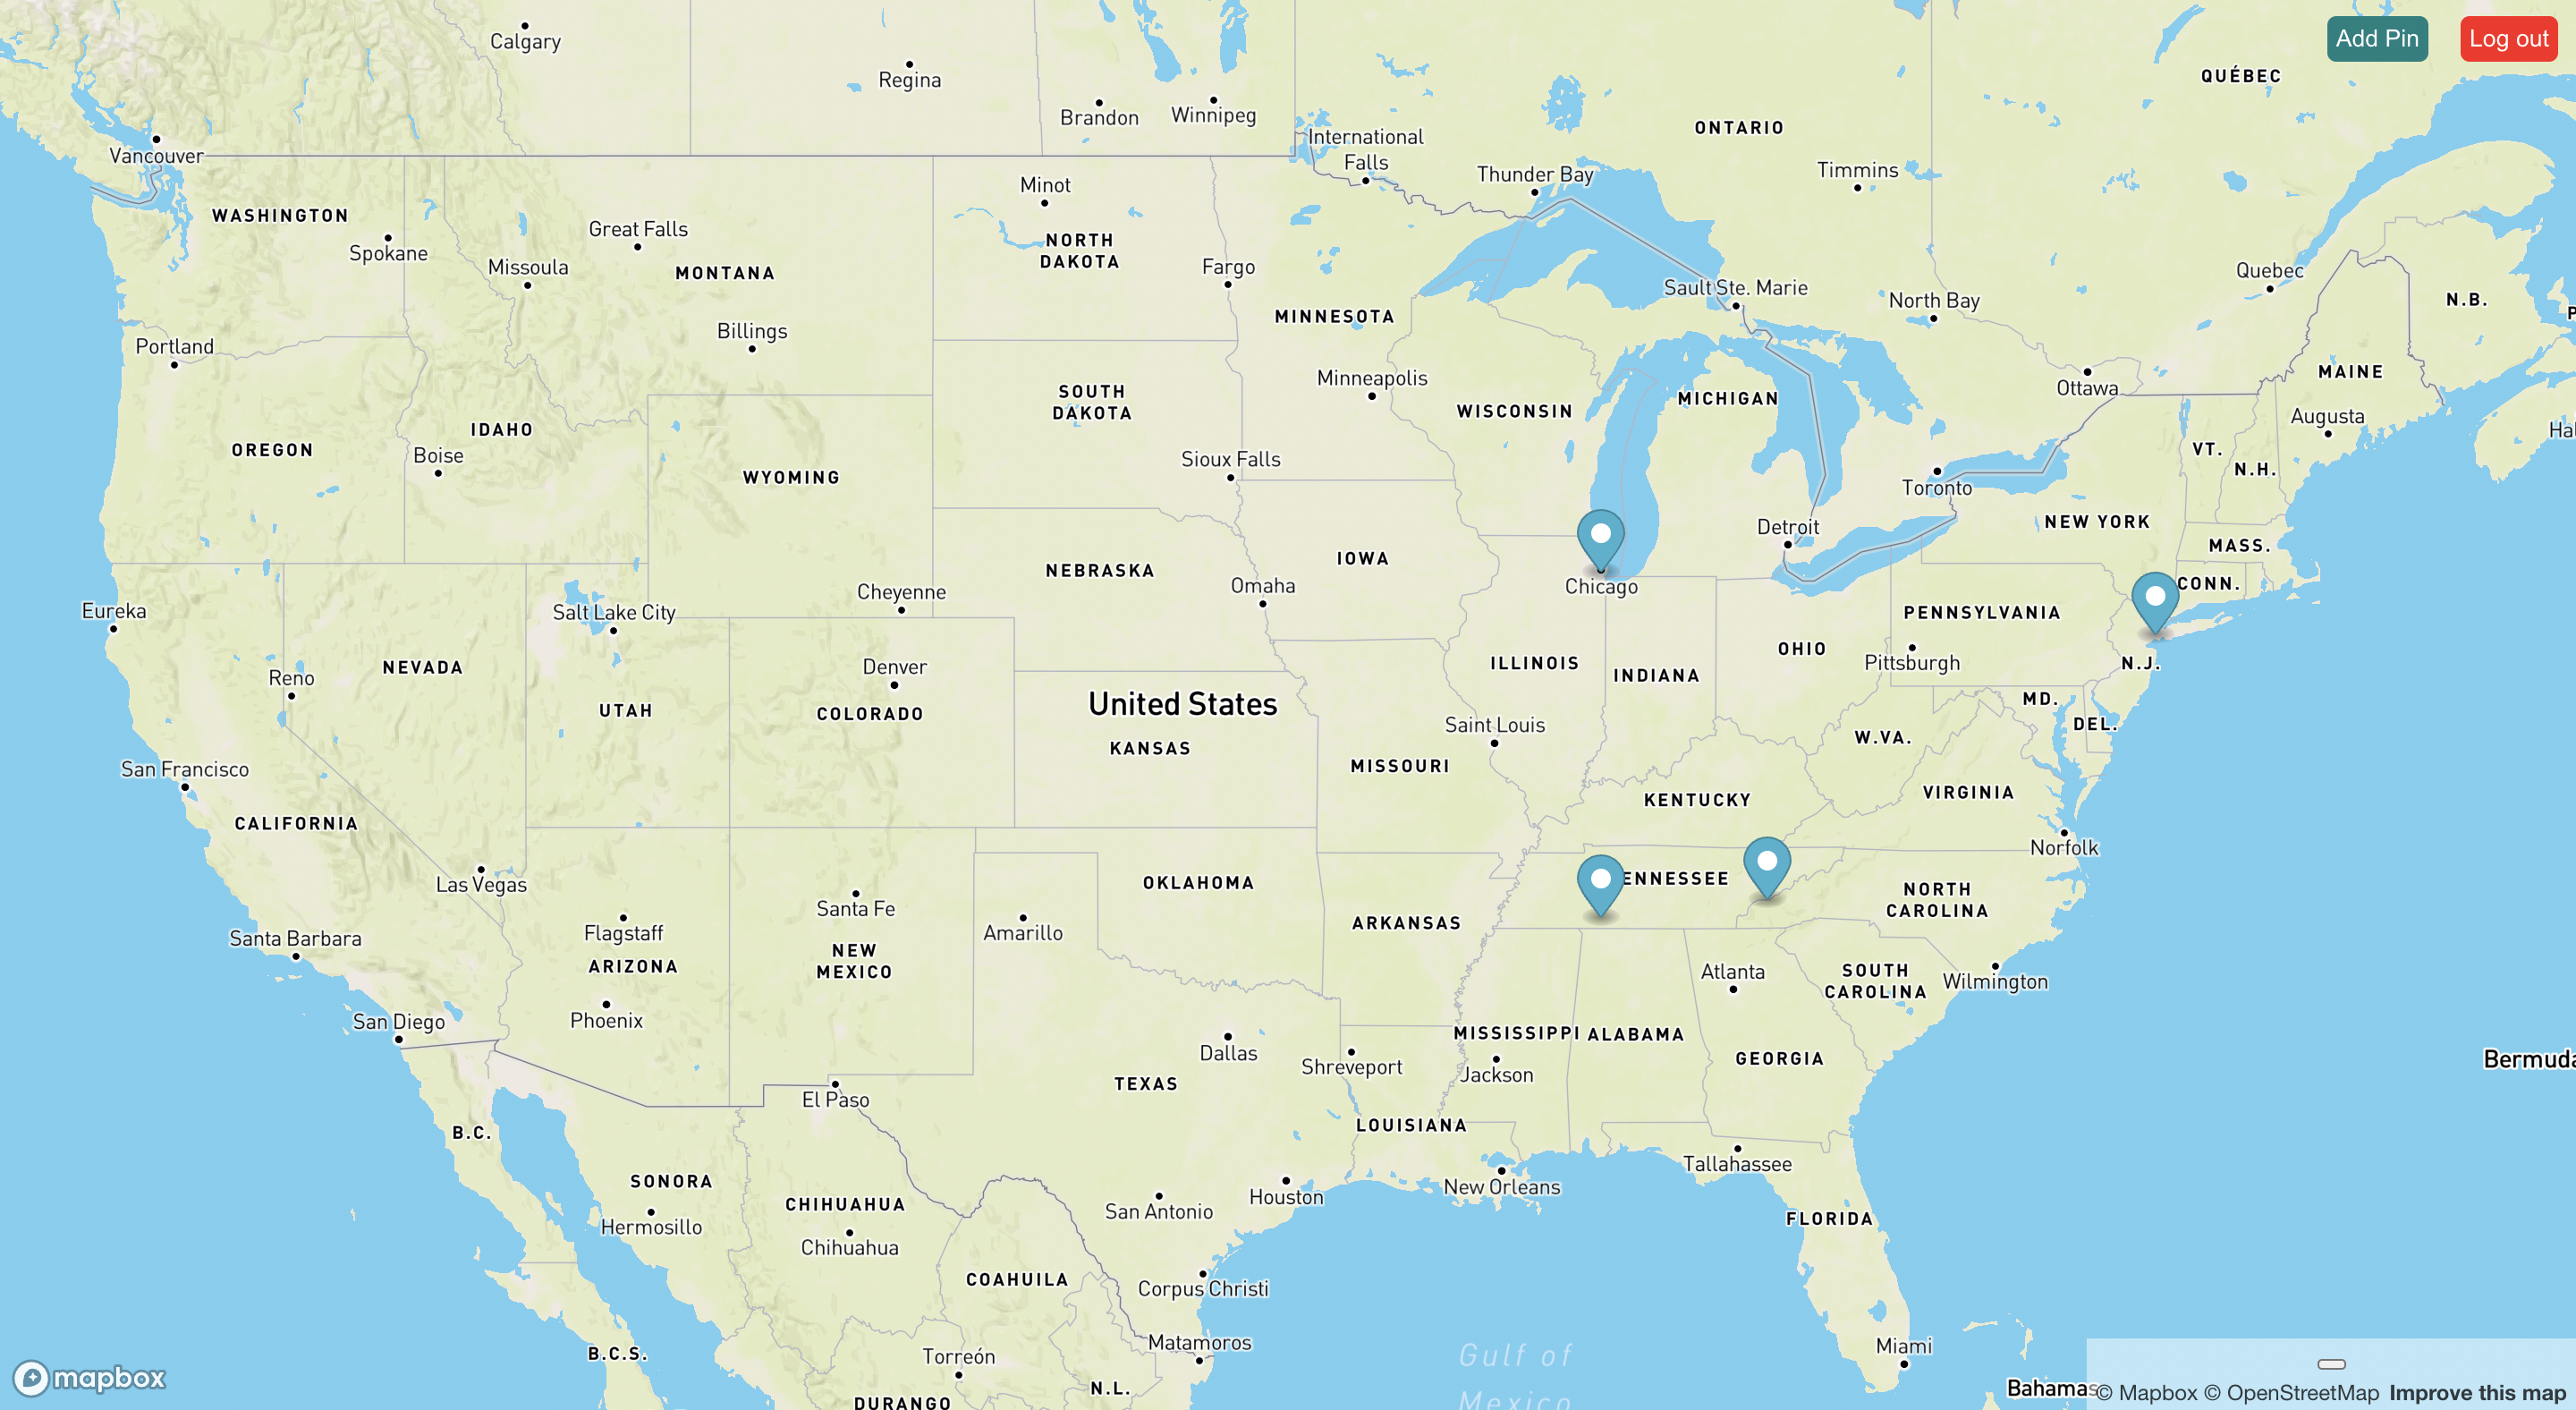 Calgary
Regina
Brandon
Winnipeg
Add Pin
Log out
QUÉBEC
ONTARIO
International
Falls
Thunder Bay
Timmins
Vancouver
WASHINGTON
Spokane
Great Falls
Missoula
MONTANA
Minot
NORTH
DAKOTA
Fargo
Sault Ste. Marie
North Bay
Quebec
N.B.
MINNESOTA
Billings
Portland
Minneapolis
SOUTH
DAKOTA
WISCONSIN
MICHIGAN
Ottawa
MAINE
Augusta
OREGON
IDAHO
Boise
WYOMING
Sioux Falls
VT.
N.H.
Toronto
Detroit
NEW YORK
MASS.
CONN.
NEBRASKA
IOWA
Omaha
Chicago
Cheyenne
Eureka
Salt Lake City
PENNSYLVANIA
Pittsburgh
OHIO
N.J.
ILLINOIS
INDIANA
Reno
NEVADA
Denver
COLORADO
UTAH
United States
KANSAS
MD.
DEL.
W.VA.
Saint Louis
MISSOURI
San Francisco
CALIFORNIA
KENTUCKY
VIRGINIA
Norfolk
Las Vegas
OKLAHOMA
ENNESSEE
NORTH
CAROLINA
Santa Fe
Flagstaff
Amarillo
ARKANSAS
Santa Barbara
ARIZONA
NEW
MEXICO
Atlanta
SOUTH
CAROLINA
Wilmington
Phoenix
San Diego
Dallas
Shreveport
MISSISSIPPI
ALABAMA
Jackson
GEORGIA
Bermuda
TEXAS
El Paso
LOUISIANA
B.C.
Tallahassee
SONORA
Hermosillo
CHIHUAHUA
Chihuahua
San Antonio
Houston
New Orleans
FLORIDA
COAHUILA
Corpus Christi
Matamoros
Miami
Gulf of
Mexico
B.C.S.
Torreón
N.L.
DURANGO
mapbox
Bahamas
© Mapbox © OpenStreetMap Improve this map